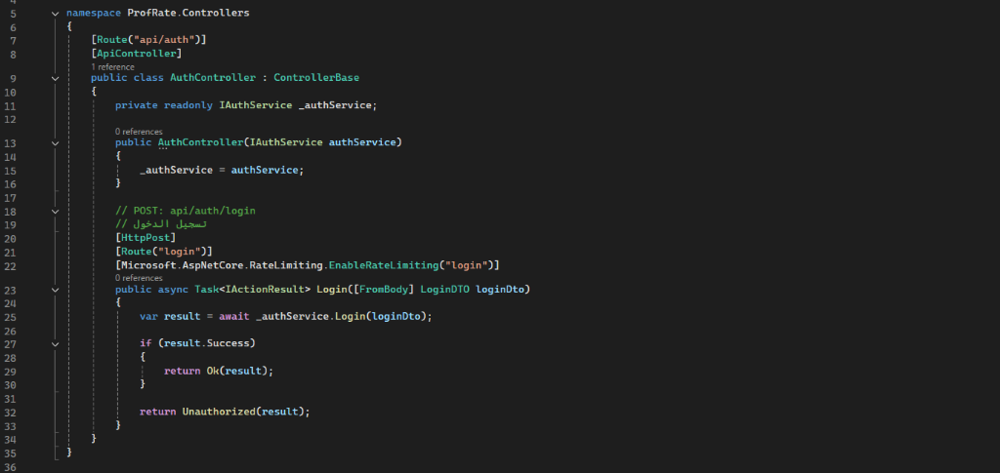 5 namespace ProfRate.Controllers
6 {
7 [Route("api/auth")]
8 [ApiController]
1 reference
9 public class AuthController : ControllerBase
10 {
11 private readonly IAuthService _authService;
12
0 references
13 public AuthController(IAuthService authService)
14 {
15 _authService = authService;
16 }
17
18 // POST: api/auth/login
19 // تسجيل الدخول
20 [HttpPost]
21 [Route("login")]
22 [Microsoft.AspNetCore.RateLimiting.EnableRateLimiting("login")]
0 references
23 public async Task<IActionResult> Login([FromBody] LoginDTO loginDto)
24 {
25 var result = await _authService.Login(loginDto);
26
27 if (result.Success)
28 {
29 return Ok(result);
30 }
31
32 return Unauthorized(result);
33 }
34 }
35 }
36